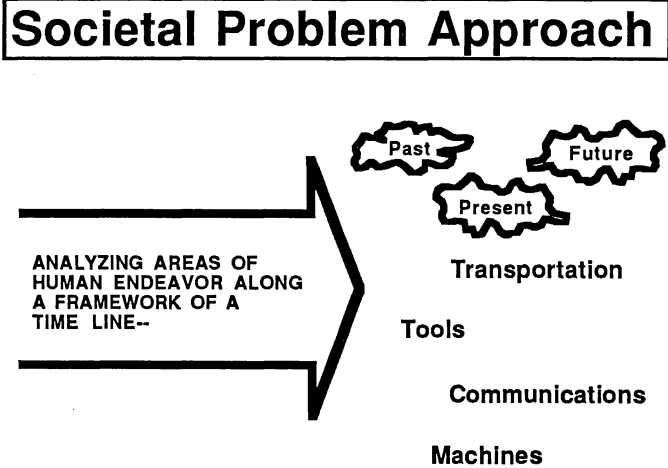 Societal Problem Approach
Past
Future
Present
ANALYZING AREAS OF
HUMAN ENDEAVOR ALONG
A FRAMEWORK OF A
TIME LINE--
Transportation
Tools
Communications
Machines